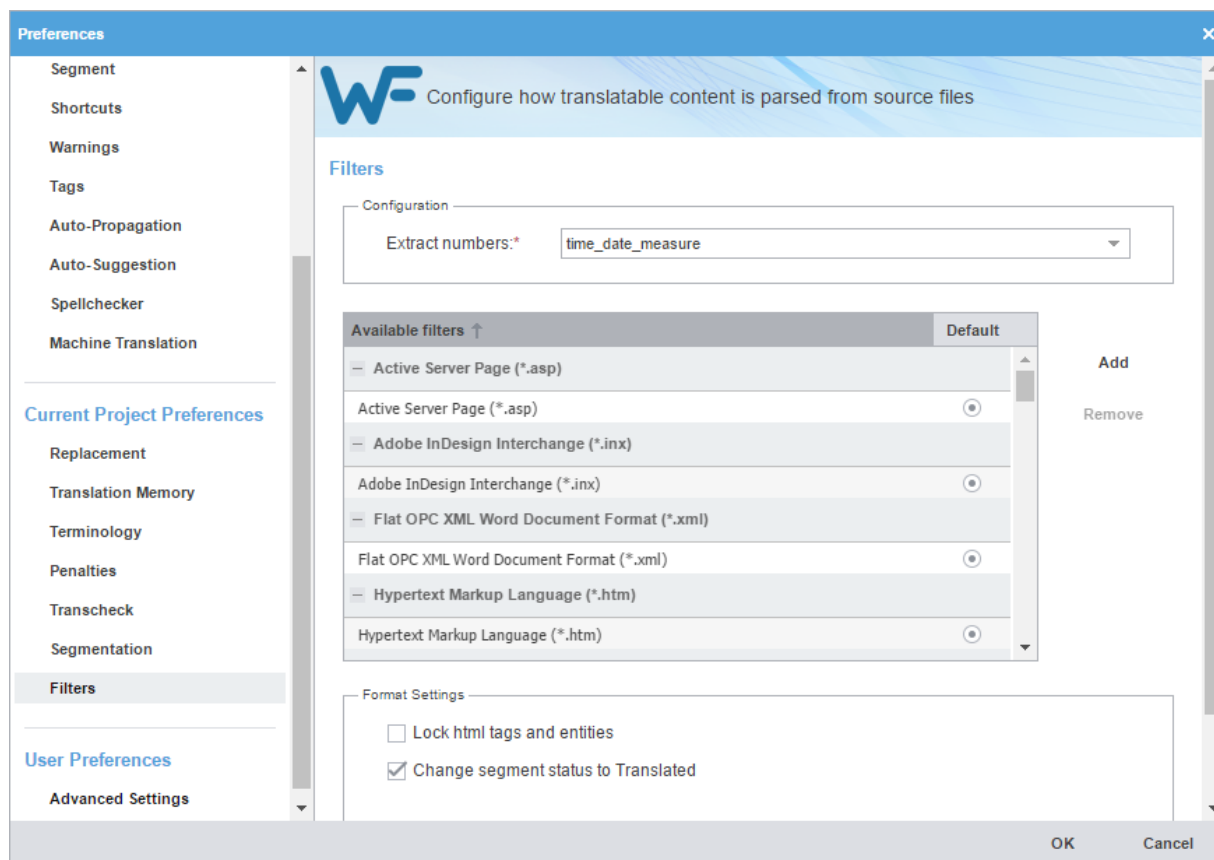 Preferences
Segment
Shortcuts
Warnings
Tags
Auto-Propagation
Auto-Suggestion
Spellchecker
Machine Translation
Current Project Preferences
Replacement
Translation Memory
Terminology
Penalties
Transcheck
Segmentation
Filters
User Preferences
Advanced Settings
WF Configure how translatable content is parsed from source files
Filters
Configuration
Extract numbers:* time_date_measure
Available filters Default
Active Server Page (*.asp)
Active Server Page (*.asp)
Adobe InDesign Interchange (*.inx)
Adobe InDesign Interchange (*.inx)
Flat OPC XML Word Document Format (*.xml)
Flat OPC XML Word Document Format (*.xml)
Hypertext Markup Language (*.htm)
Hypertext Markup Language (*.htm)
Add
Remove
Format Settings
Lock html tags and entities
Change segment status to Translated
OK Cancel